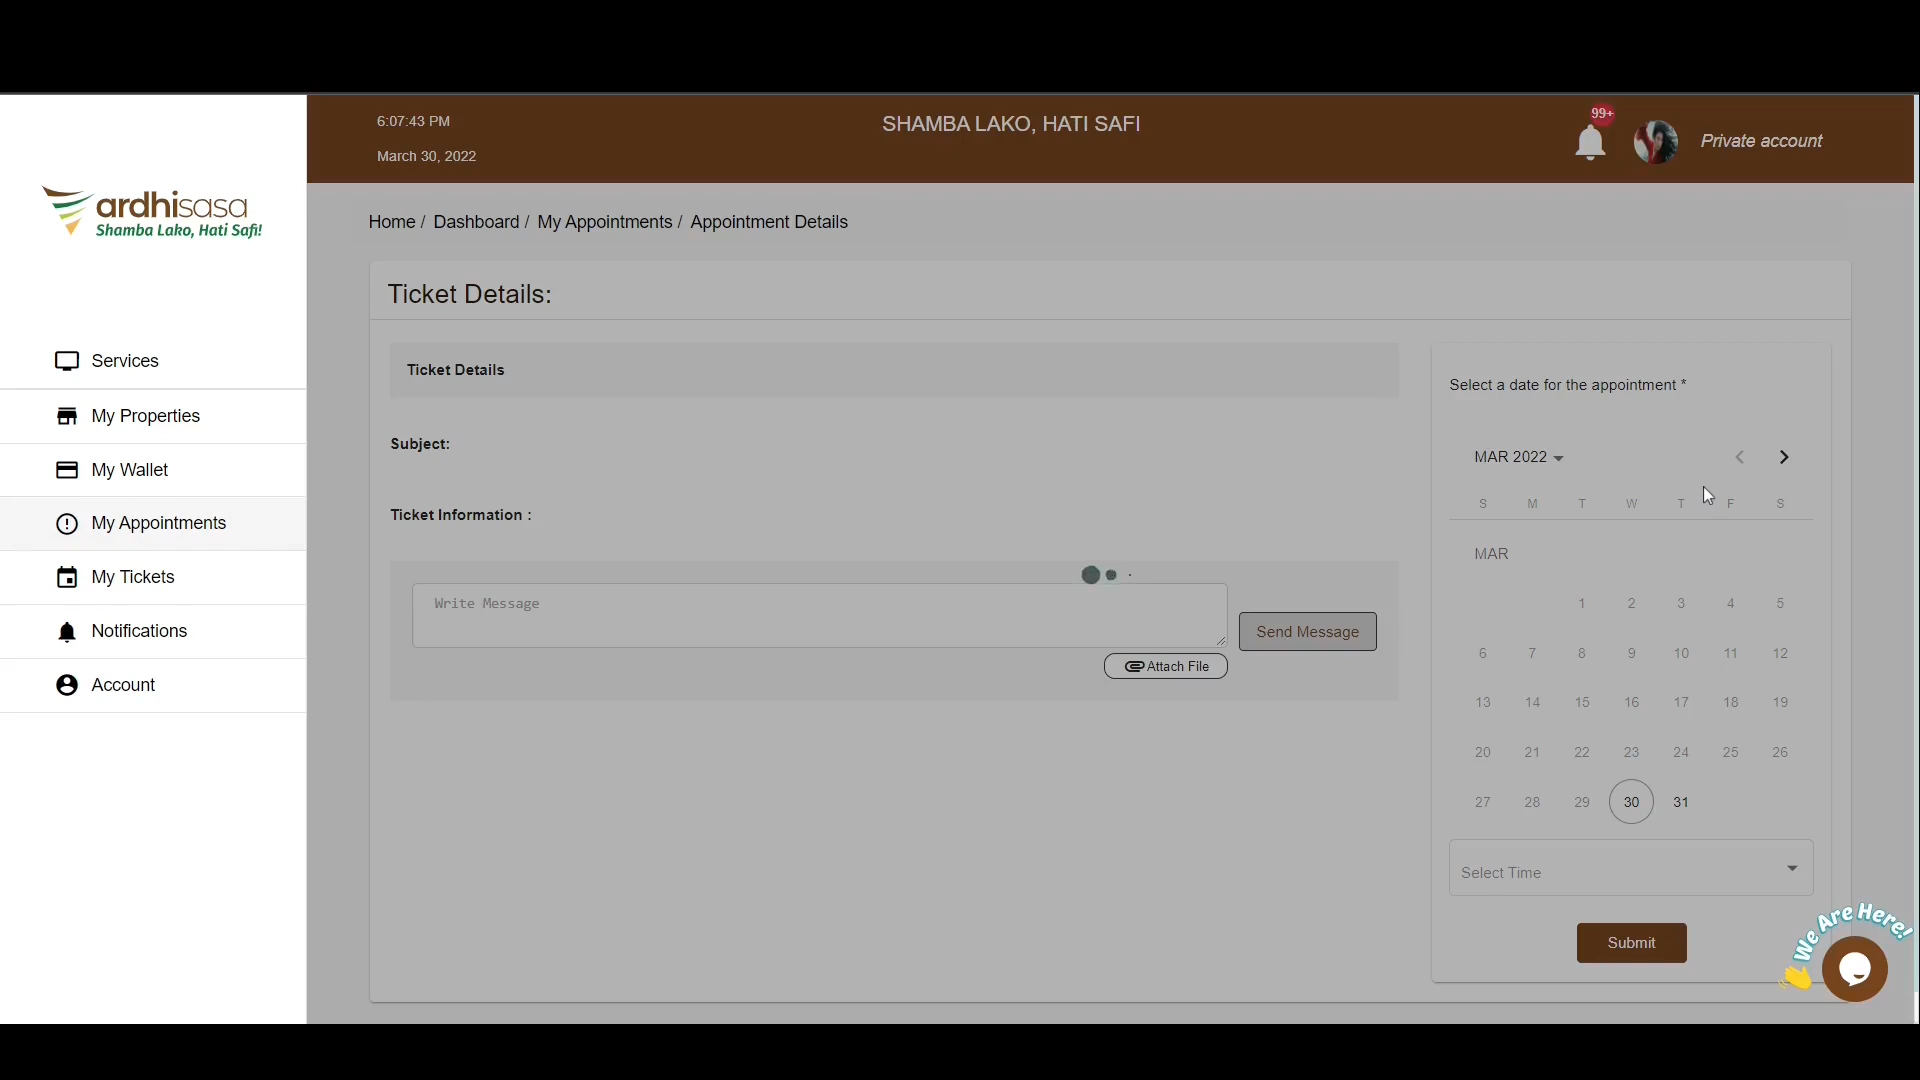 6:07:43 PM
March 30, 2022
SHAMBA LAKO, HATI SAFI
99+
Private account
ardhisasa
Shamba Lako, Hati Safi!
Services
My Properties
My Wallet
My Appointments
My Tickets
Notifications
Account
Home / Dashboard / My Appointments / Appointment Details
Ticket Details:
Ticket Details
Subject:
Ticket Information :
Write Message
Send Message
Attach File
Select a date for the appointment *
MAR 2022
S M T W T F S
MAR
1 2 3 4 5
6 7 8 9 10 11 12
13 14 15 16 17 18 19
20 21 22 23 24 25 26
27 28 29 30 31
Select Time
Submit
We Are Here!